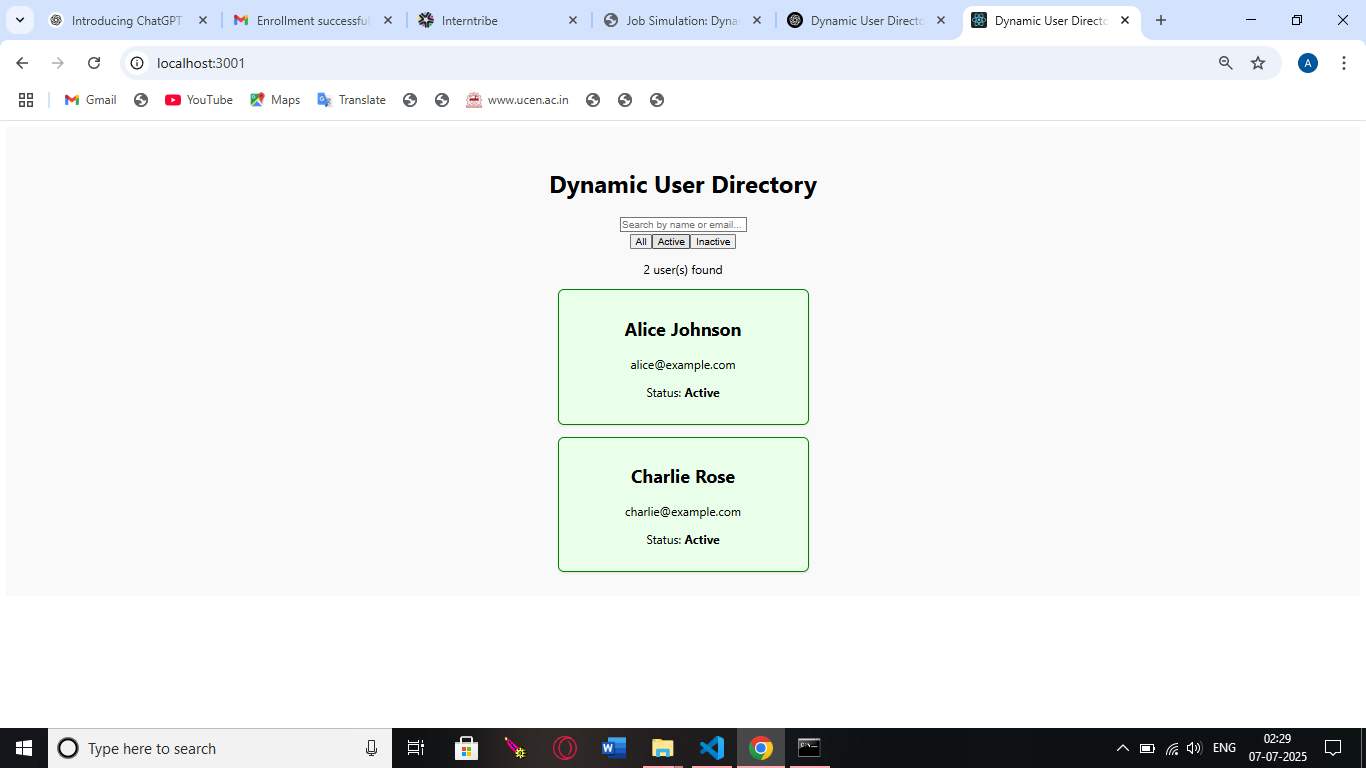 Introducing ChatGPT
Enrollment successful
Interntribe
Job Simulation: Dyna
Dynamic User Directo
Dynamic User Directo
localhost:3001
A
Gmail
YouTube
Maps
Translate
www.ucen.ac.in
Dynamic User Directory
Search by name or email...
All Active Inactive
2 user(s) found
Alice Johnson
alice@example.com
Status: Active
Charlie Rose
charlie@example.com
Status: Active
Type here to search
ENG
02:29
07-07-2025